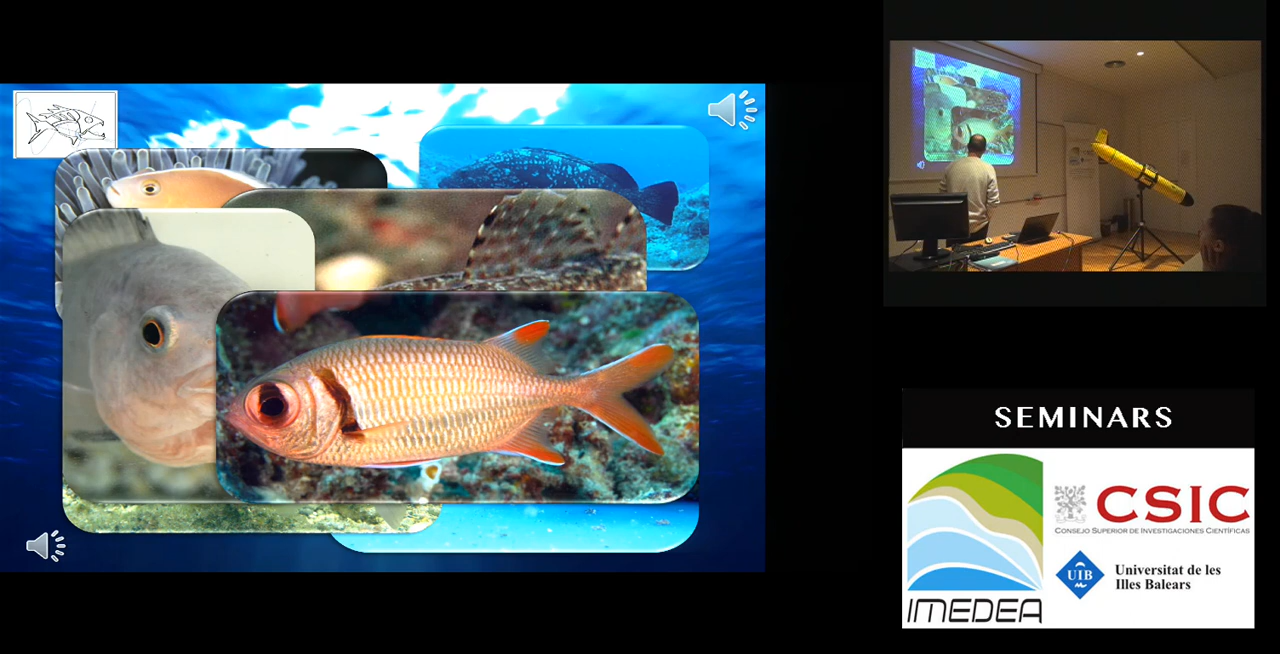 SEMINARS
CSIC
CONSEJO SUPERIOR DE INVESTIGACIONES CIENTÍFICAS
UIB
Universitat de les
Illes Balears
IMEDEA